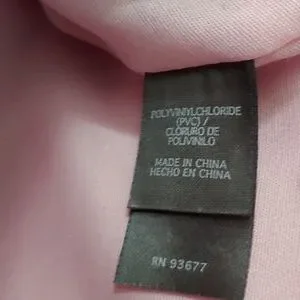 POLYVINYLCHLORIDE
(PVC) /
CLORURO DE
POLIVINILO
MADE IN CHINA
HECHO EN CHINA
RN 93677